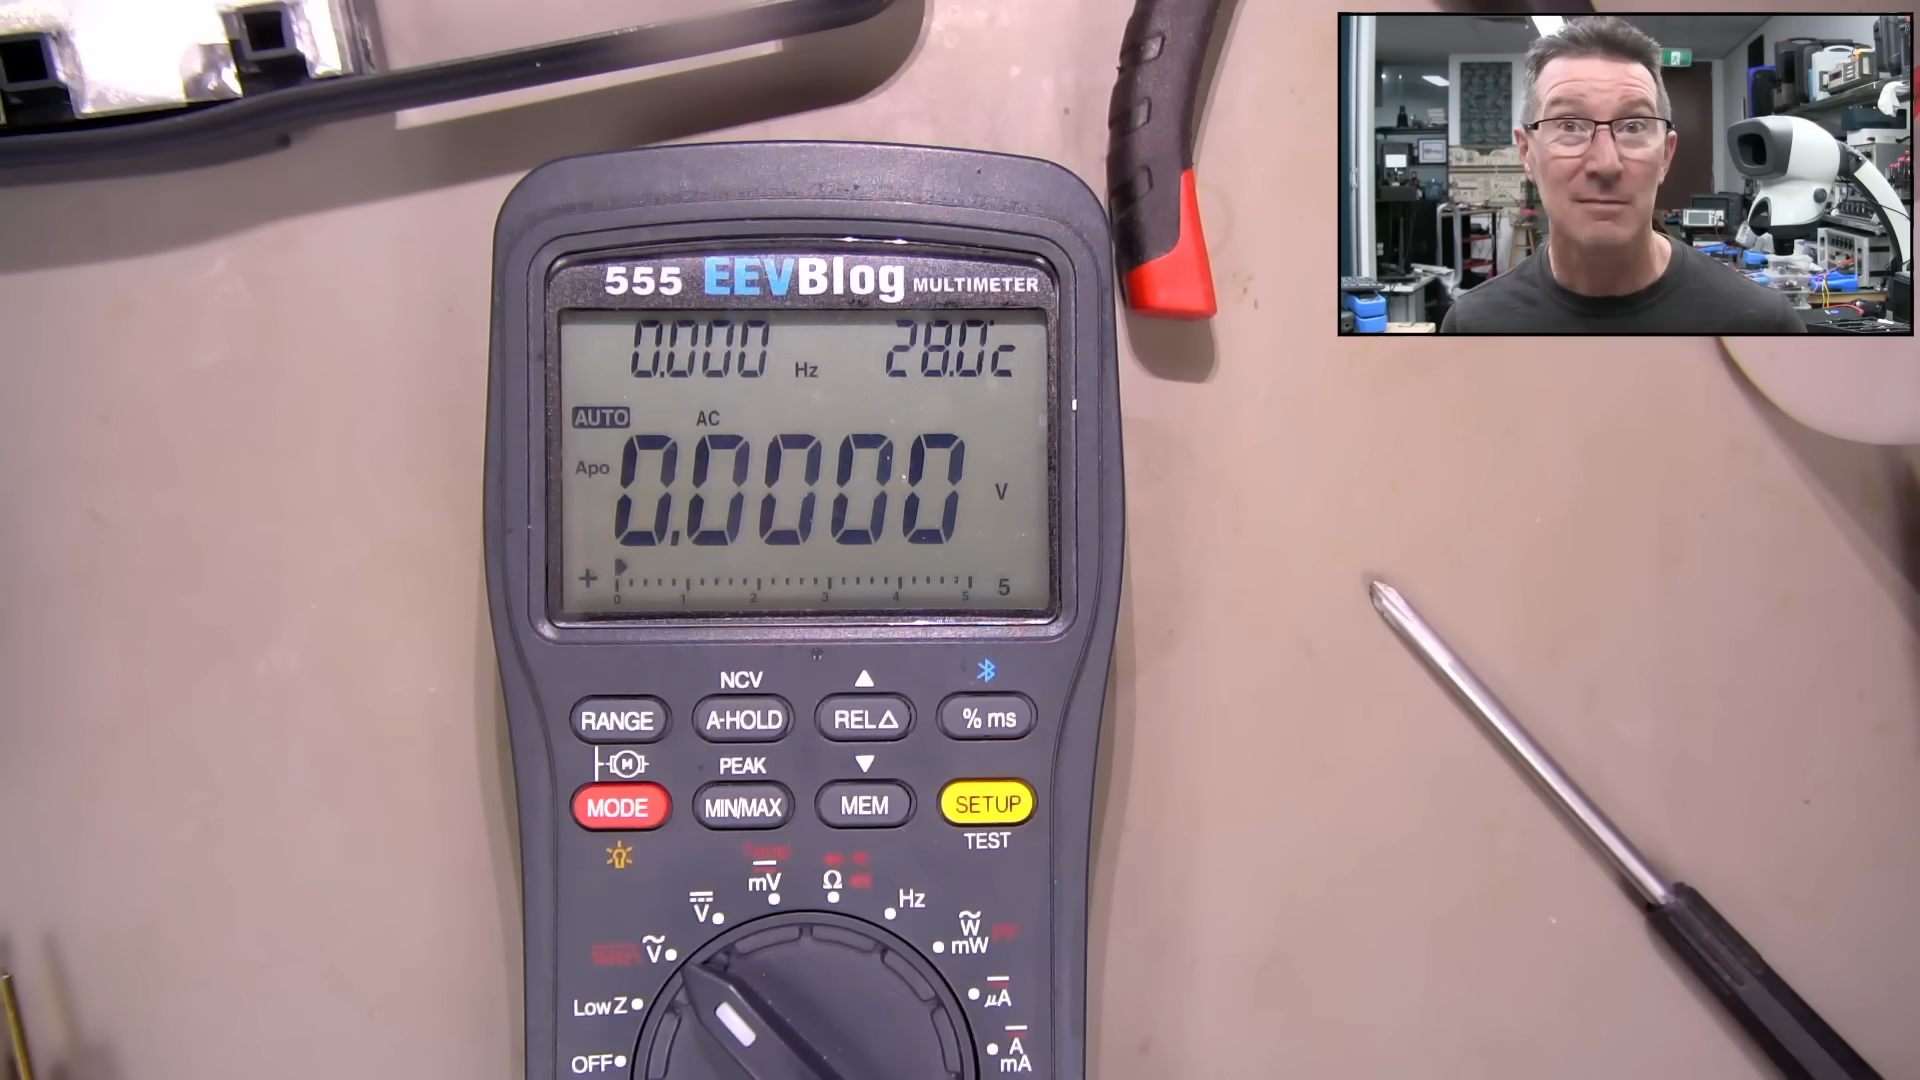 555 EEVBlog MULTIMETER
0.000 Hz 28.0c
AUTO AC
Apo 0.0000 V
+ 0 1 2 3 4 5 5
NCV
RANGE A-HOLD REL△ % ms
M PEAK
MODE MIN/MAX MEM SETUP
TEST
mV Ω Hz
V W
V mW
LowZ µA
OFF A
mA